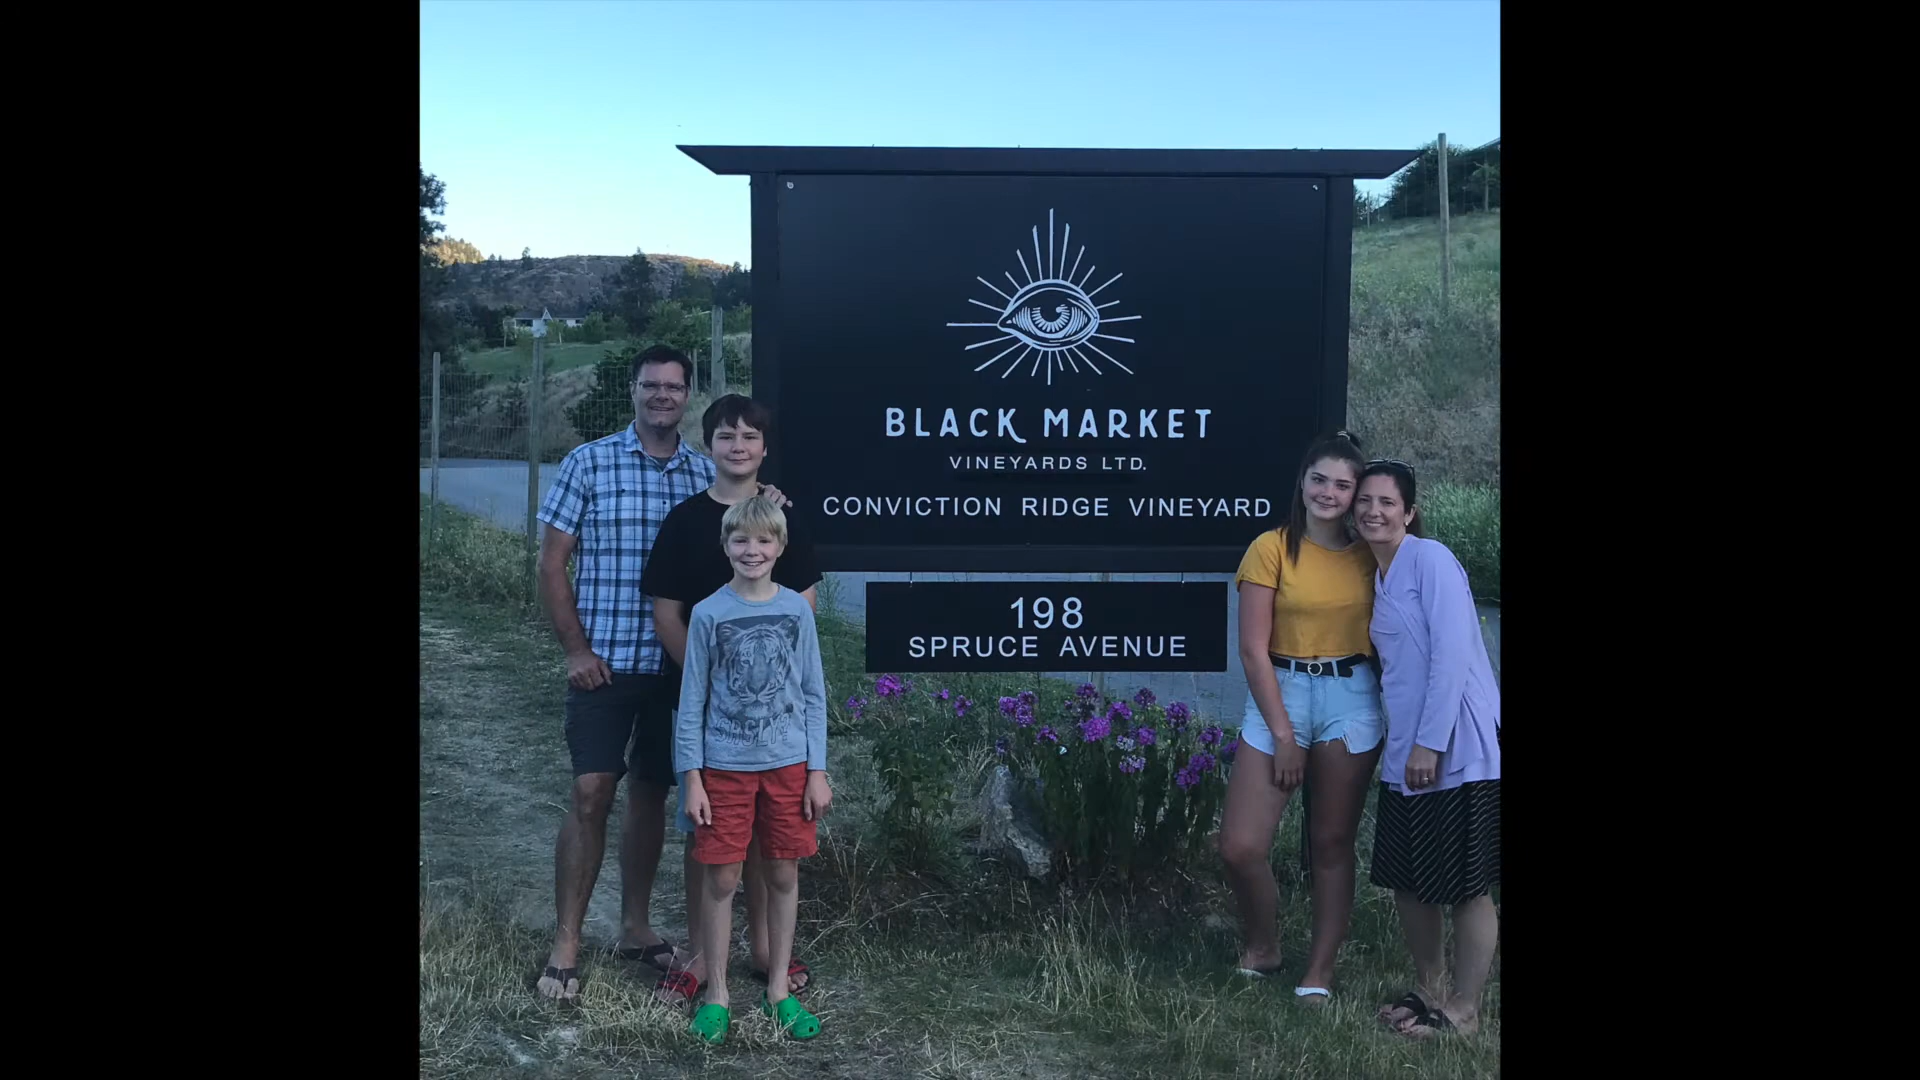 BLACK MARKET
VINEYARDS LTD.
CONVICTION RIDGE VINEYARD
198
SPRUCE AVENUE